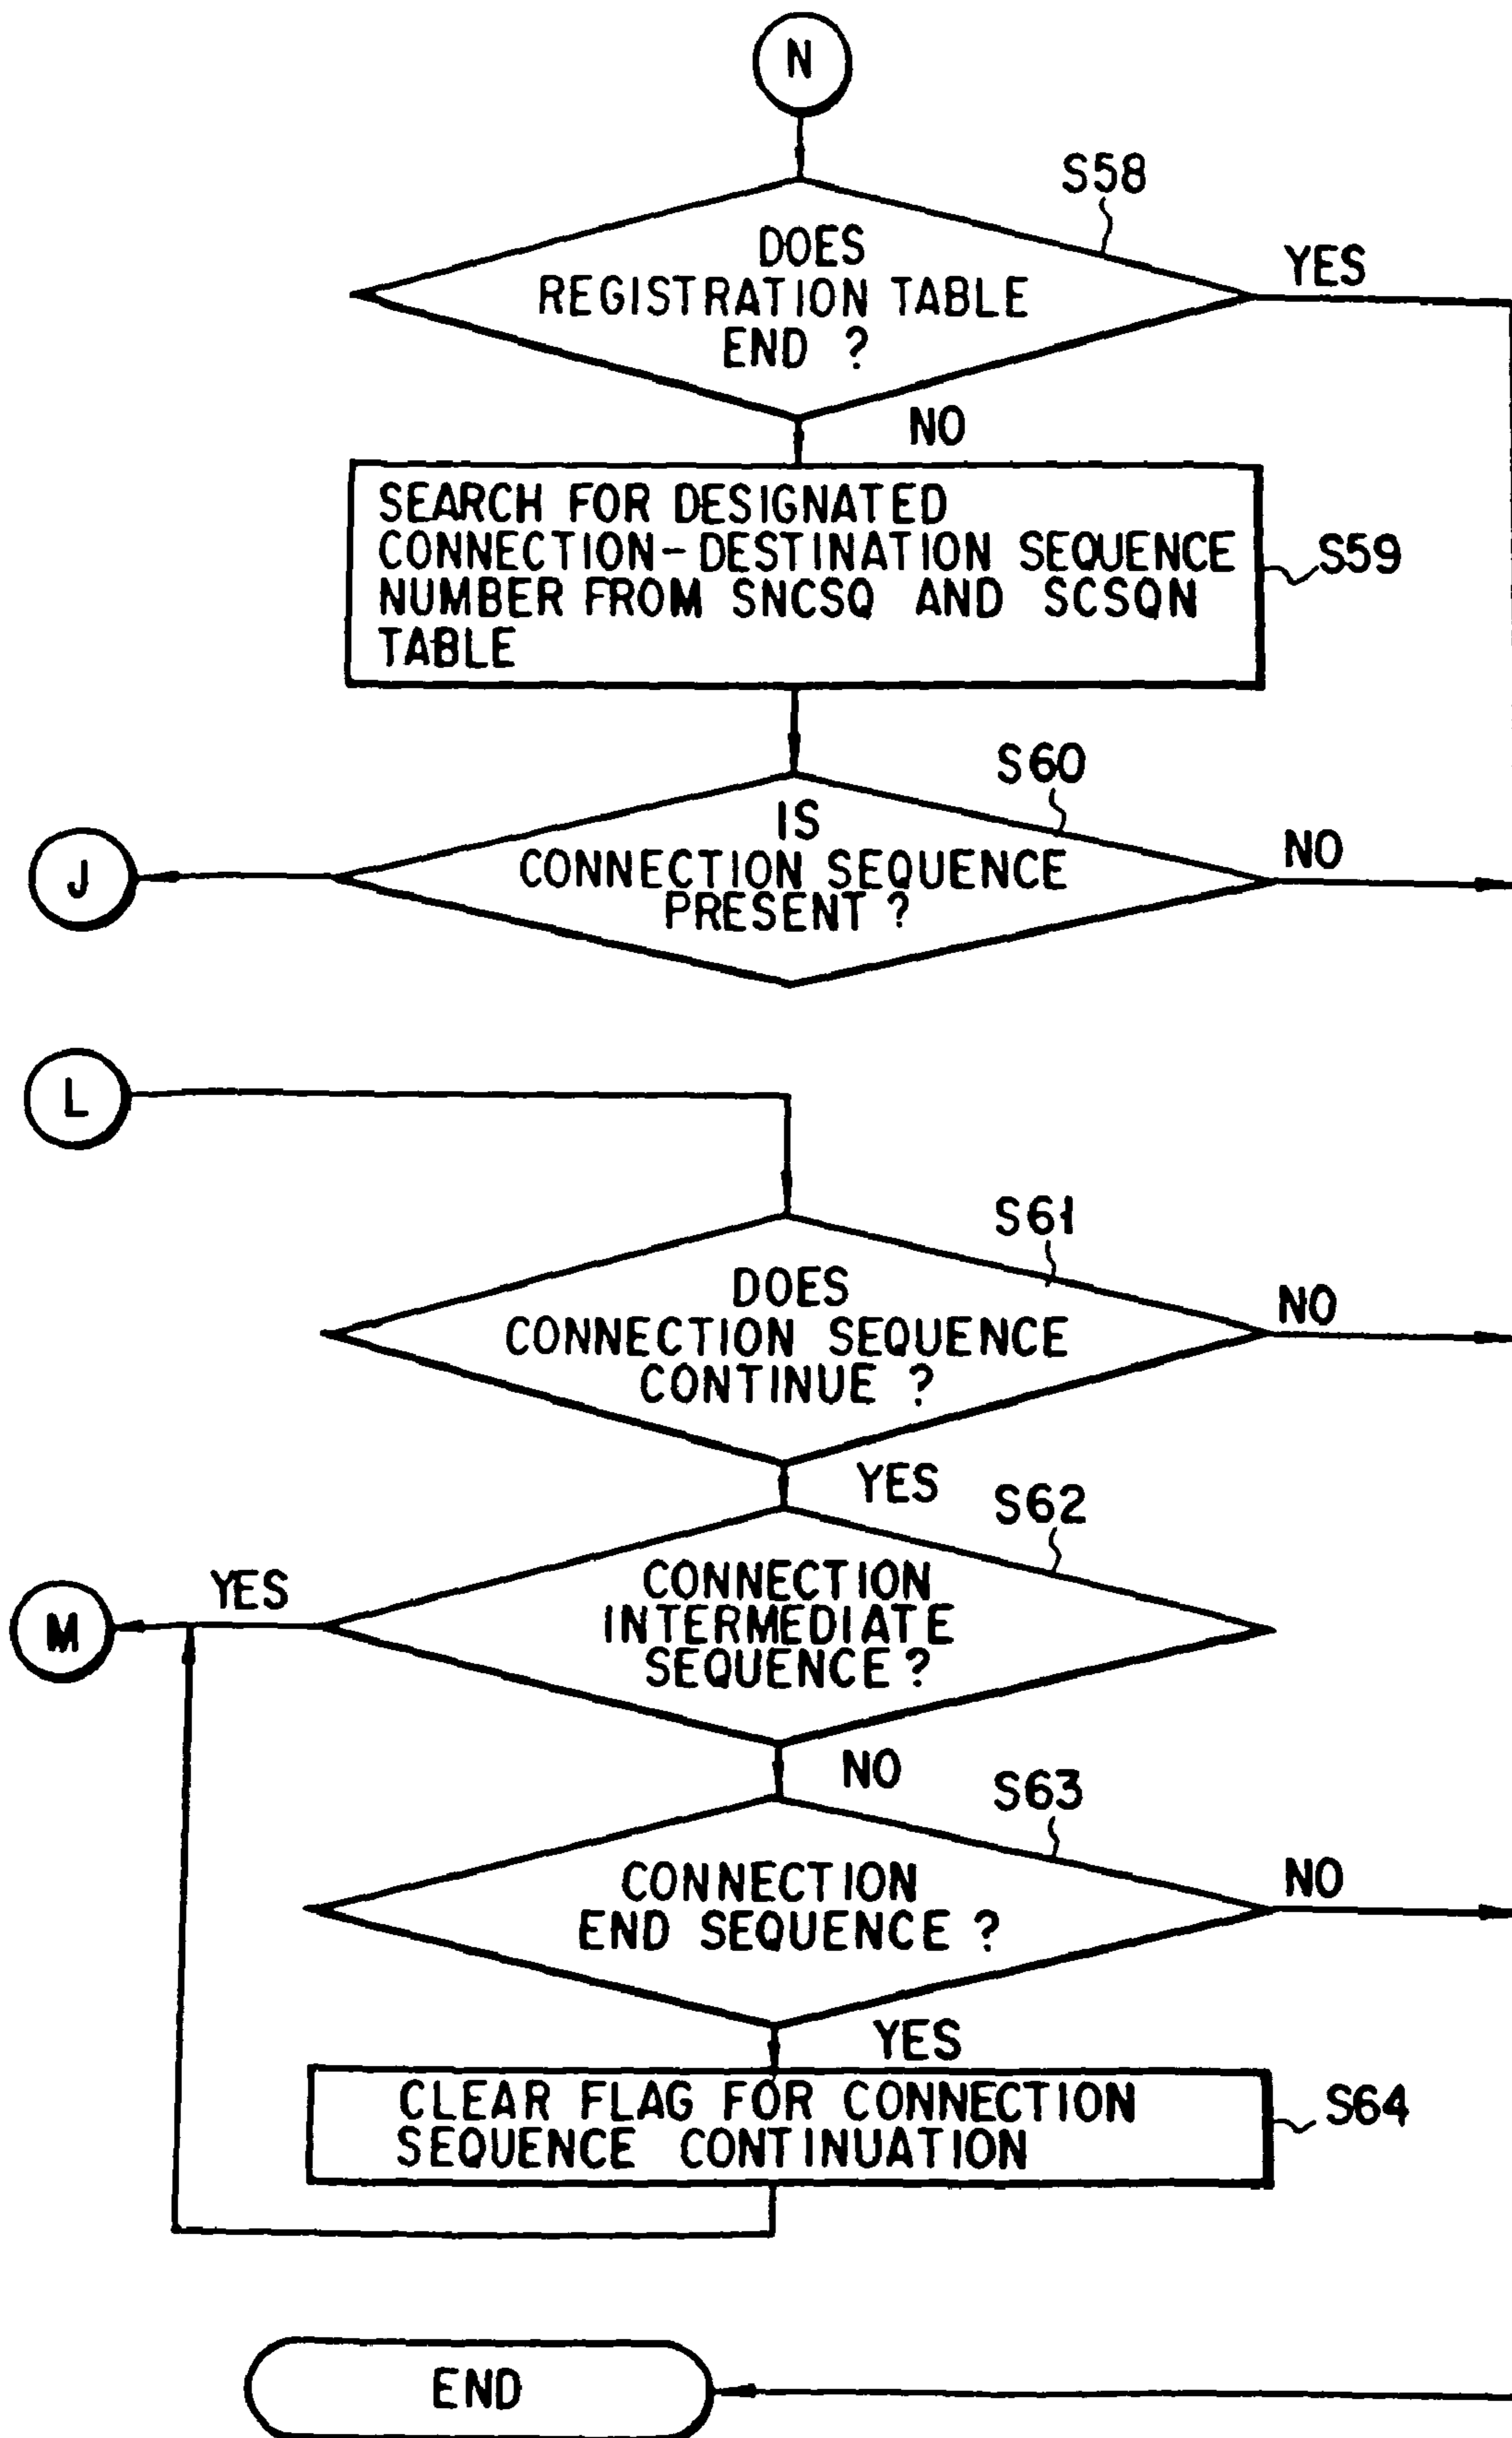 N
S58
DOES
REGISTRATION TABLE
END ?
YES
NO
SEARCH FOR DESIGNATED
CONNECTION-DESTINATION SEQUENCE
NUMBER FROM SNCSQ AND SCSQN
TABLE
S59
S60
IS
CONNECTION SEQUENCE
PRESENT ?
NO
J
L
S61
DOES
CONNECTION SEQUENCE
CONTINUE ?
NO
YES
S62
CONNECTION
INTERMEDIATE
SEQUENCE ?
YES
M
NO
S63
CONNECTION
END SEQUENCE ?
NO
YES
CLEAR FLAG FOR CONNECTION
SEQUENCE CONTINUATION
S64
END